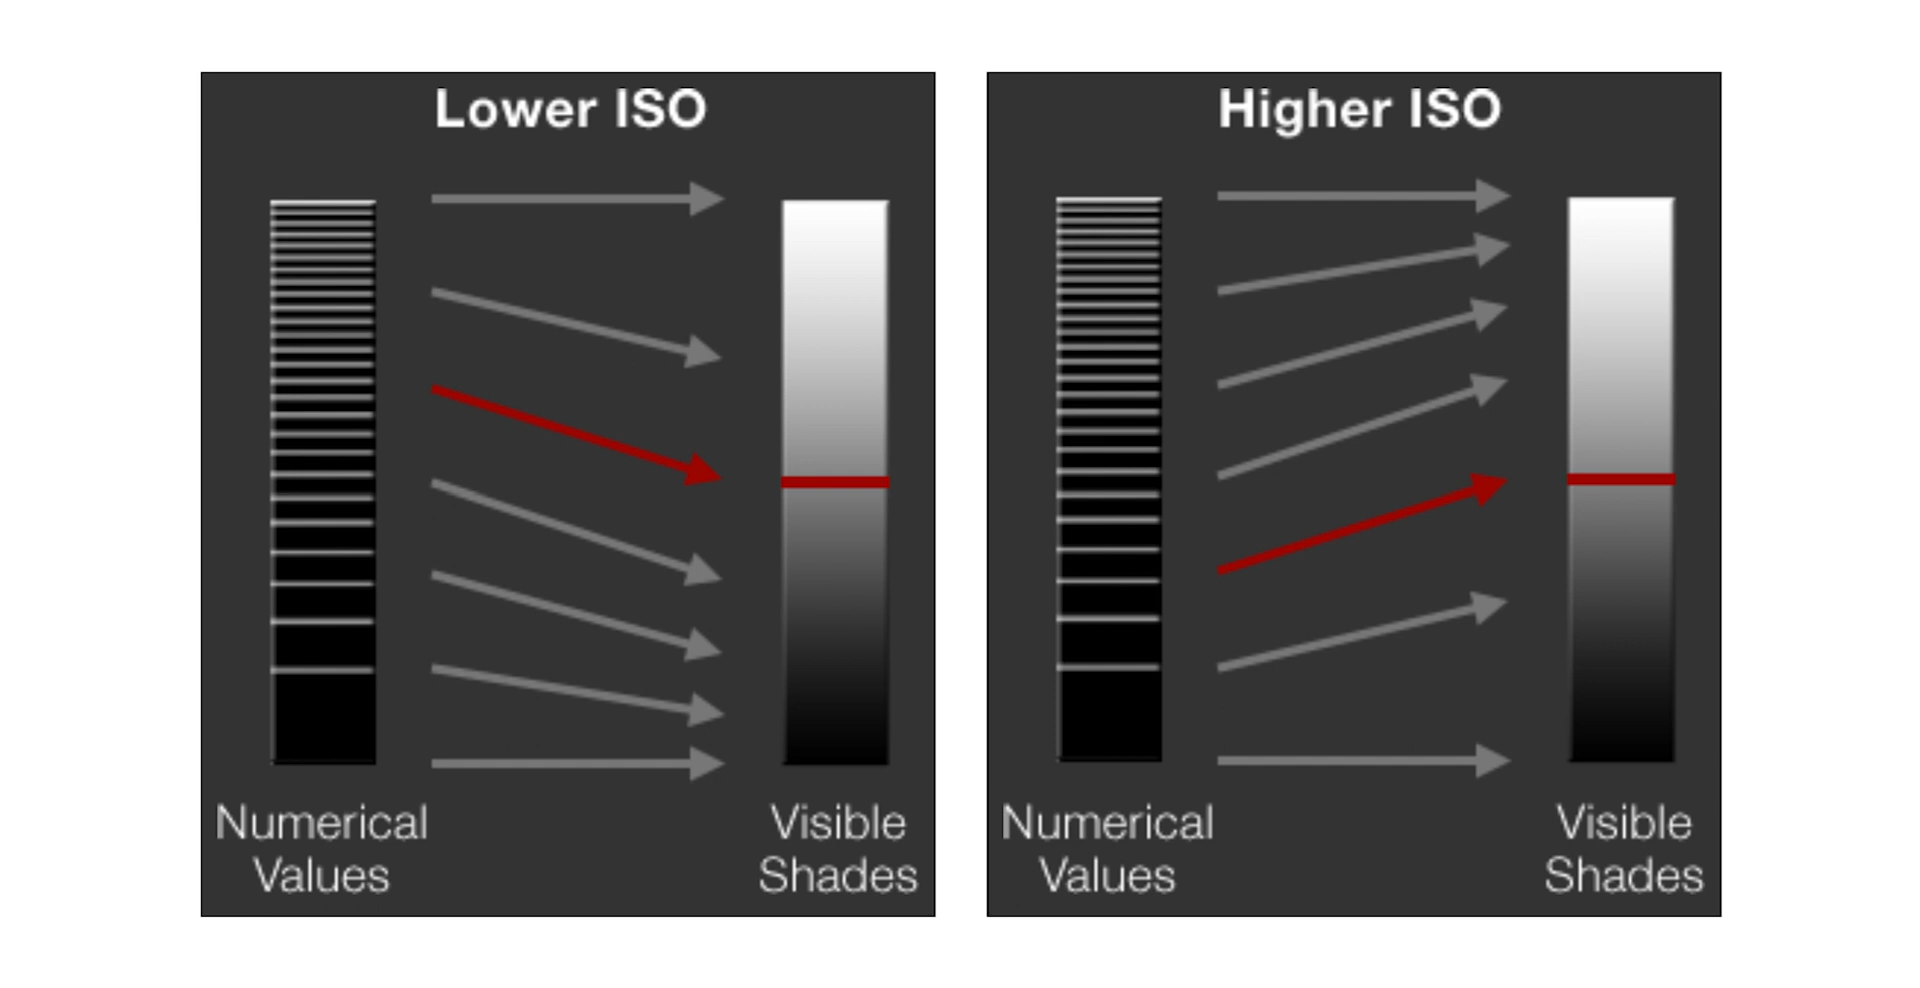 Lower ISO
Numerical
Values
Visible
Shades
Higher ISO
Numerical
Values
Visible
Shades